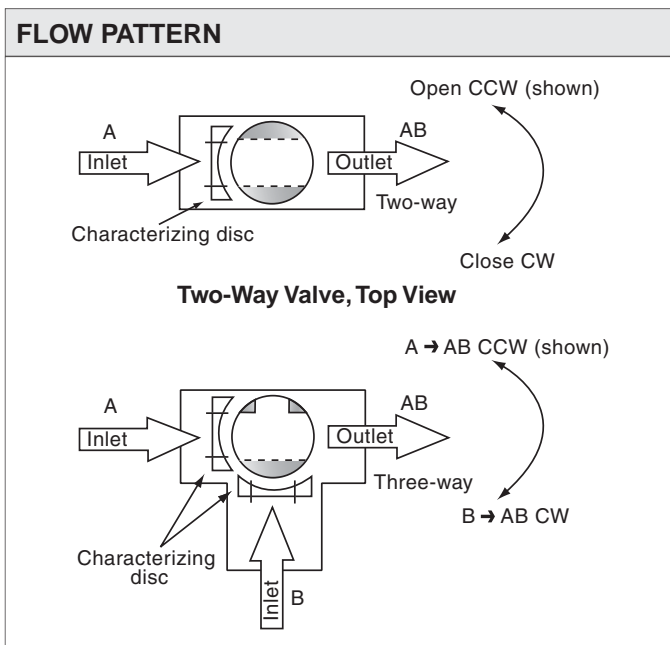 FLOW PATTERN
Open CCW (shown)
A
AB
Inlet
Outlet
Two-way
Characterizing disc
Close CW
Two-Way Valve, Top View
A → AB CCW (shown)
A
AB
Inlet
Outlet
Three-way
B → AB CW
Characterizing
disc
Inlet
B